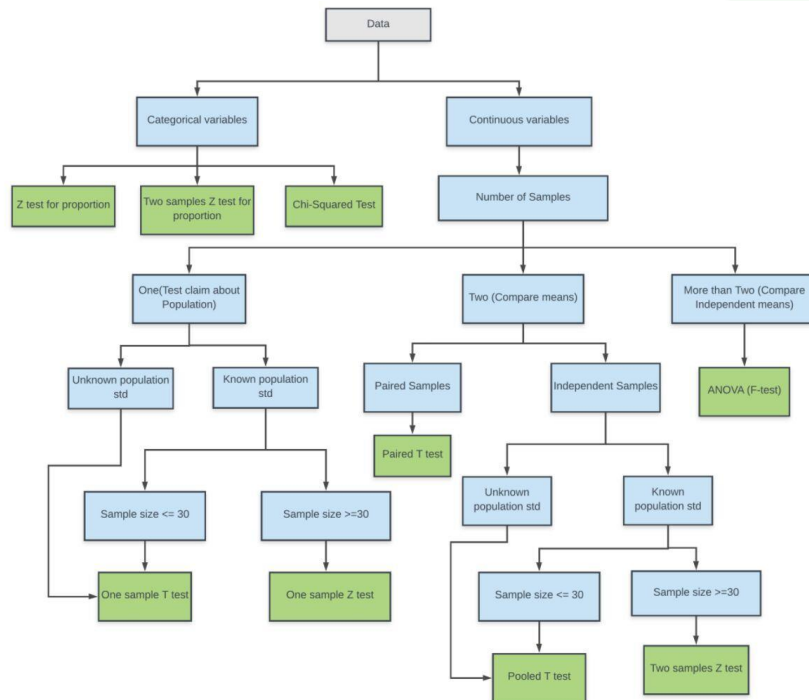 Data
Categorical variables
Continuous variables
Z test for proportion
Two samples Z test for
proportion
Chi-Squared Test
Number of Samples
One(Test claim about
Population)
Two (Compare means)
More than Two (Compare
Independent means)
Unknown population
std
Known population
std
Paired Samples
Independent Samples
ANOVA (F-test)
Paired T test
Sample size <= 30
Sample size >=30
Unknown
population std
Known
population std
One sample T test
One sample Z test
Sample size <= 30
Sample size >=30
Pooled T test
Two samples Z test